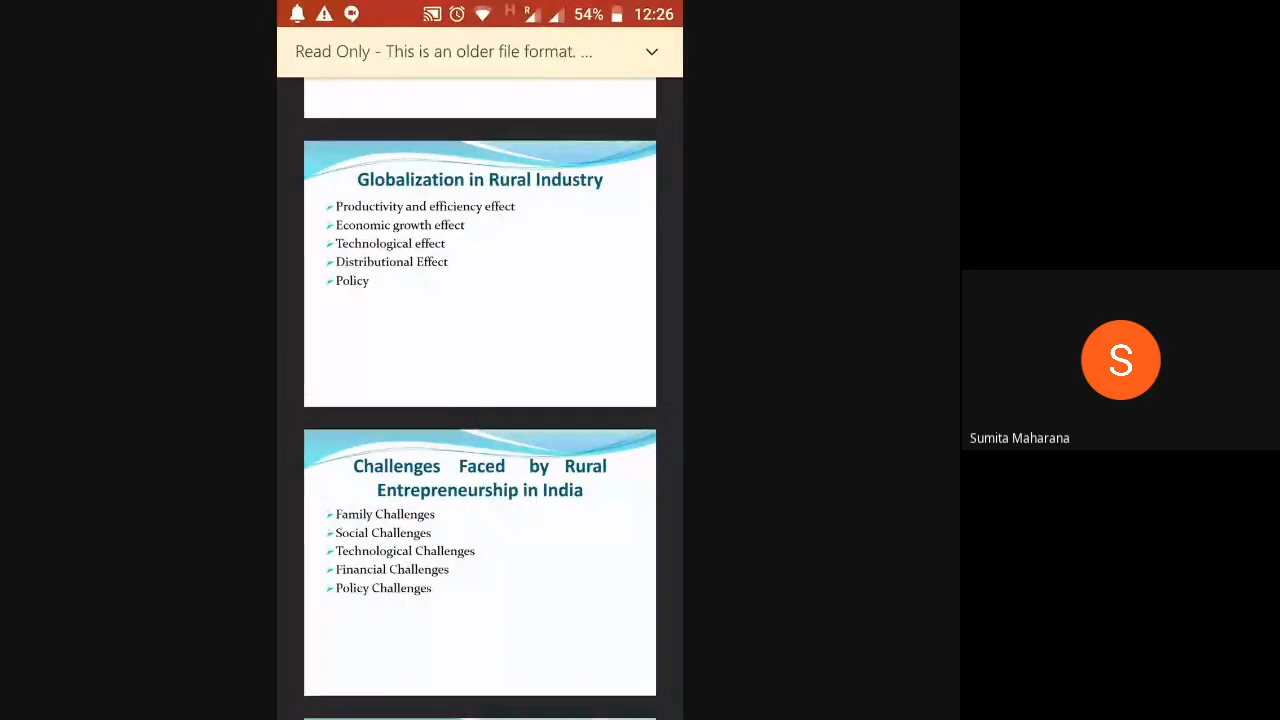 H R 54% 12:26
Read Only - This is an older file format. ...
Globalization in Rural Industry
Productivity and efficiency effect
Economic growth effect
Technological effect
Distributional Effect
Policy
Challenges Faced by Rural
Entrepreneurship in India
Family Challenges
Social Challenges
Technological Challenges
Financial Challenges
Policy Challenges
S
Sumita Maharana